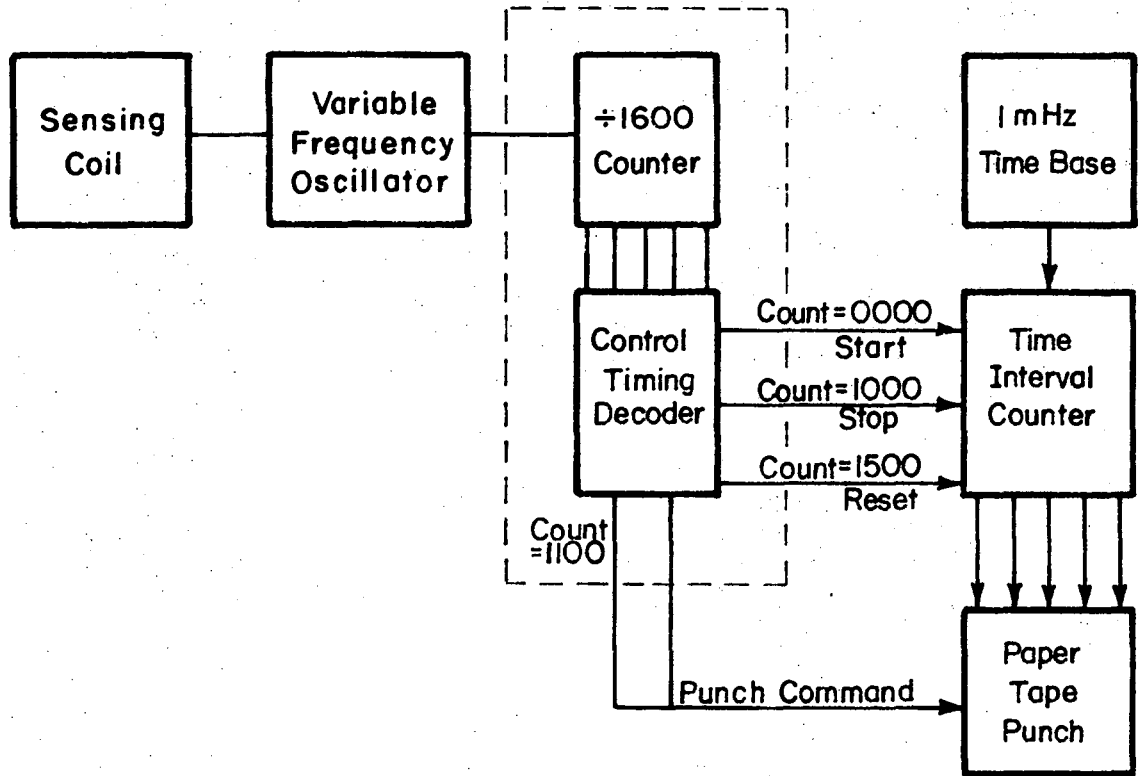 Sensing
Coil
Variable
Frequency
Oscillator
÷1600
Counter
1 mHz
Time Base
Control
Timing
Decoder
Count=0000
Start
Count=1000
Stop
Count=1500
Reset
Time
Interval
Counter
Count
=1100
Punch Command
Paper
Tape
Punch